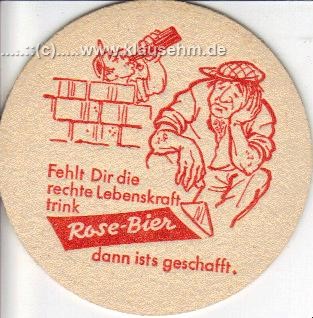 .....::(c).... www.klausehm.de
Fehlt Dir die
rechte Lebenskraft
trink
Rose-Bier
dann ists geschafft.